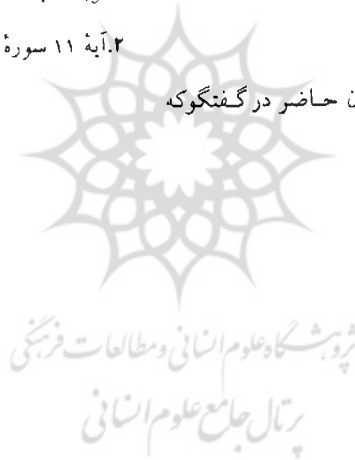 ۲.آیهٔ ۱۱ سورهٔ
حاضر در گفتگوکه
پژوهشگاه علوم انسانی و مطالعات فرهنگی
پرتال جامع علوم انسانی